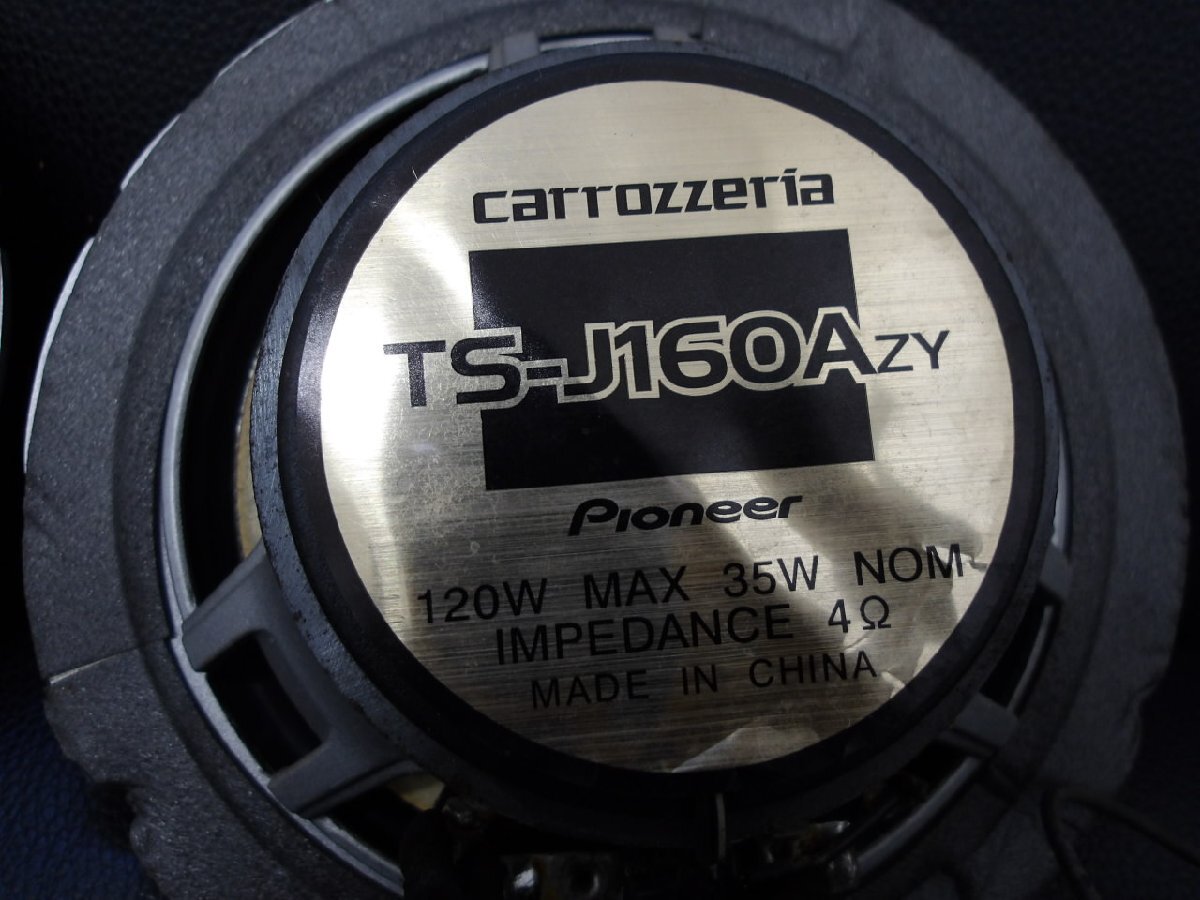 carrozzeria
TS-J160AZY
Pioneer
120W MAX 35W NOM
IMPEDANCE 4Ω
MADE IN CHINA